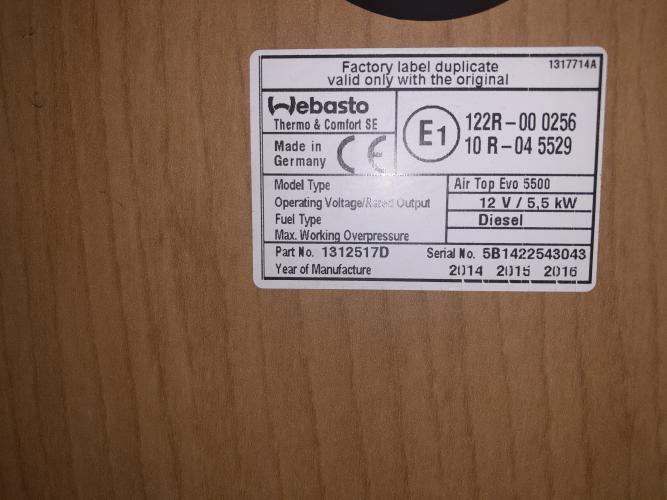 Factory label duplicate
valid only with the original
1317714A
Webasto
Thermo & Comfort SE
Made in
Germany
CE
E1
122R-00 0256
10 R-04 5529
Model Type Air Top Evo 5500
Operating Voltage/Rated Output 12 V / 5,5 kW
Fuel Type Diesel
Max. Working Overpressure
Part No. 1312517D Serial No. 5B1422543043
Year of Manufacture 2014 2015 2016